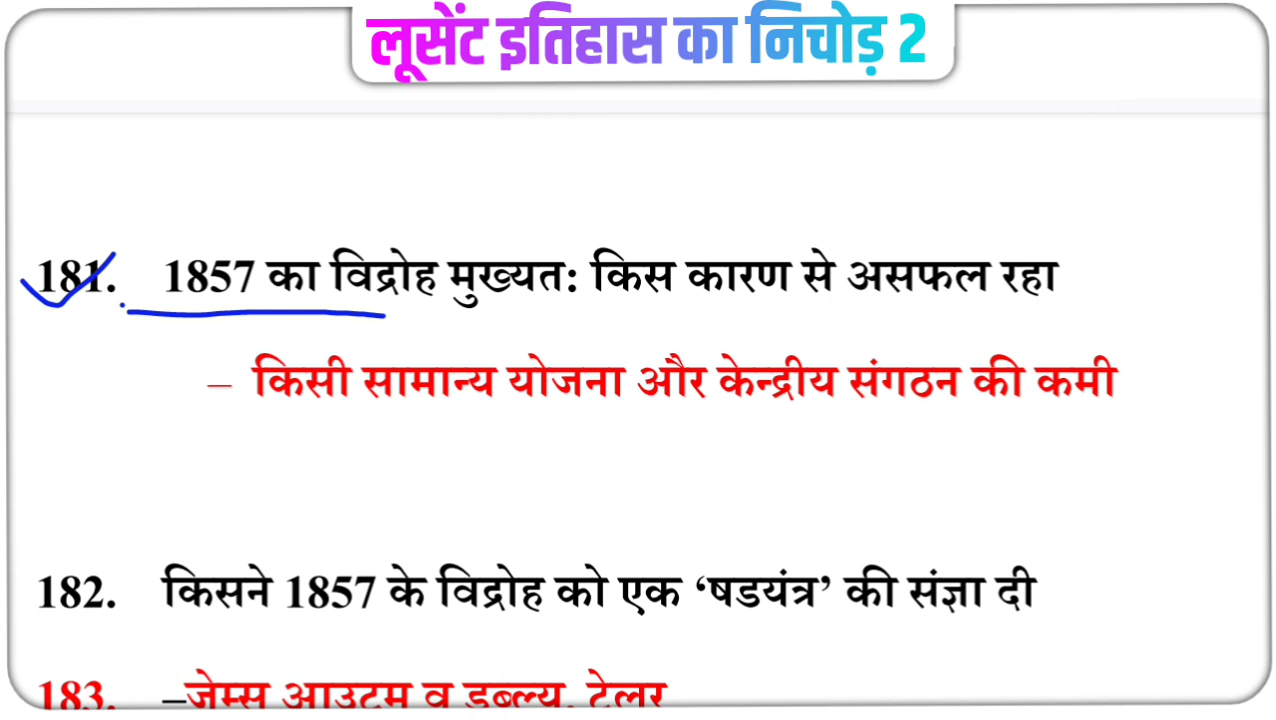 लूसेंट इतिहास का निचोड़ 2
181. 1857 का विद्रोह मुख्यत: किस कारण से असफल रहा
– किसी सामान्य योजना और केन्द्रीय संगठन की कमी
182. किसने 1857 के विद्रोह को एक ‘षडयंत्र’ की संज्ञा दी
183. –जेम्स आउटम व डब्ल्यू. टेलर